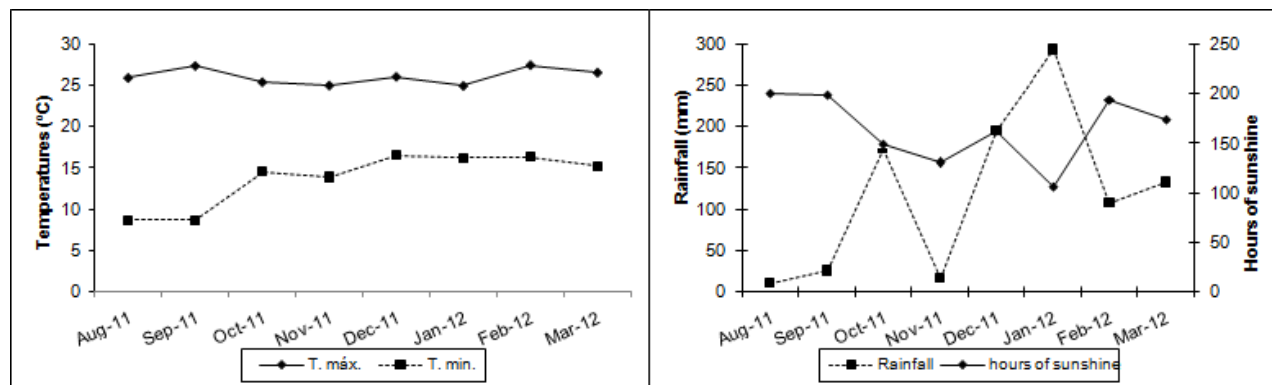 Temperatures (ºC)
30
25
20
15
10
5
0
Aug-11
Sep-11
Oct-11
Nov-11
Dec-11
Jan-12
Feb-12
Mar-12
T. máx.
T. min.
Rainfall (mm)
300
250
200
150
100
50
0
Aug-11
Sep-11
Oct-11
Nov-11
Dec-11
Jan-12
Feb-12
Mar-12
250
200
150
100
50
0
Hours of sunshine
Rainfall
hours of sunshine